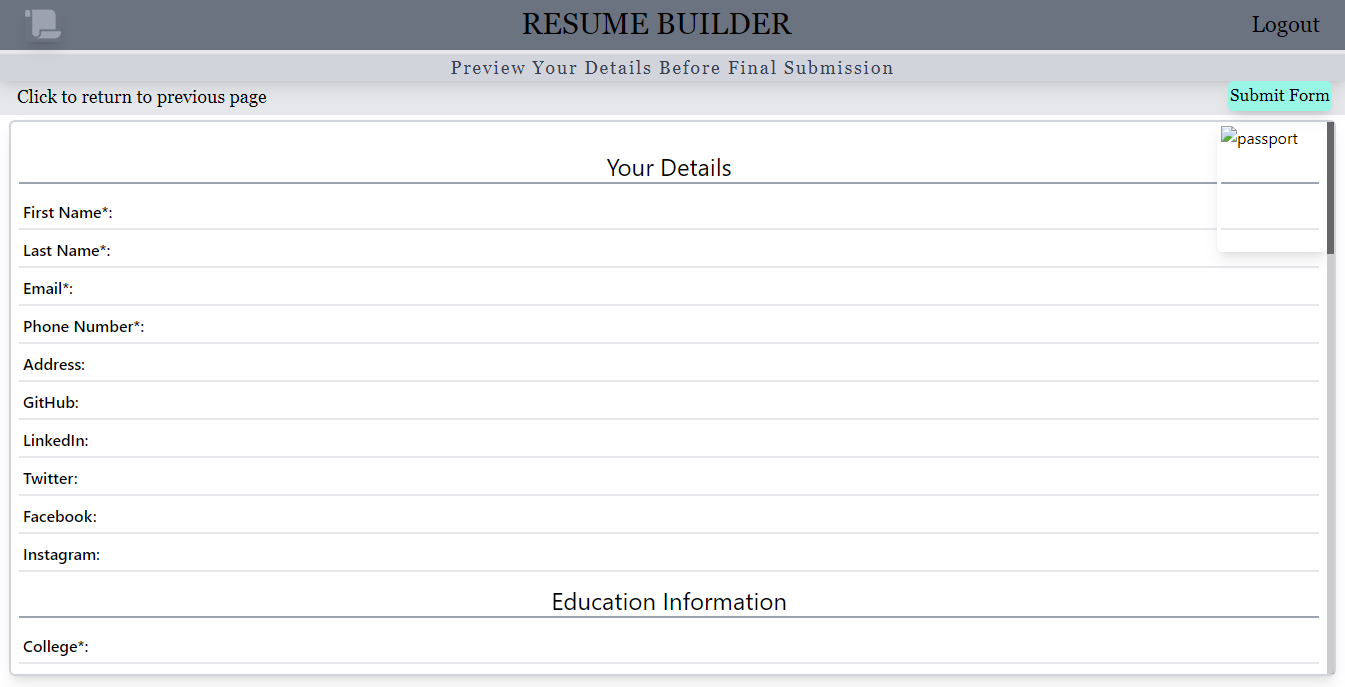 RESUME BUILDER
Logout
Preview Your Details Before Final Submission
Click to return to previous page
Submit Form
passport
Your Details
First Name*:
Last Name*:
Email*:
Phone Number*:
Address:
GitHub:
LinkedIn:
Twitter:
Facebook:
Instagram:
Education Information
College*: